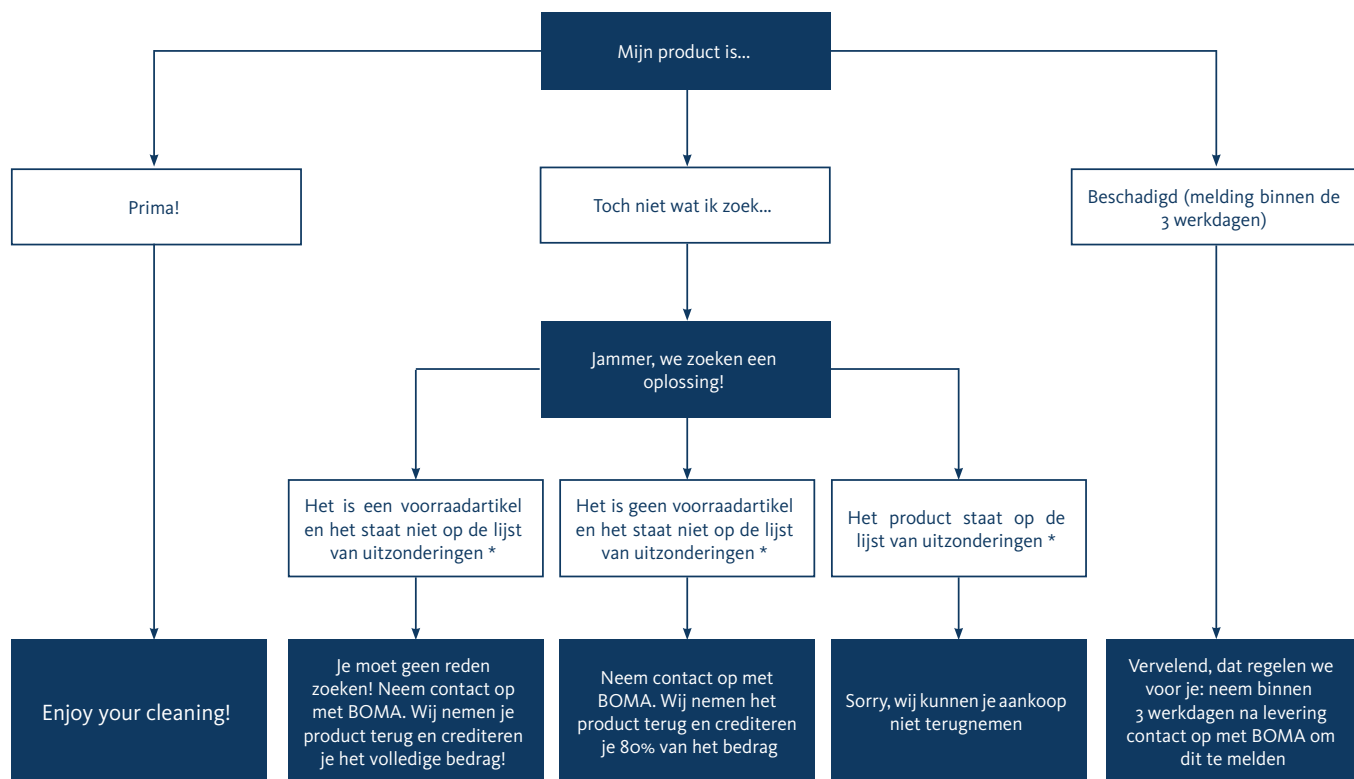 Mijn product is...
Prima!
Toch niet wat ik zoek...
Beschadigd (melding binnen de
3 werkdagen)
Jammer, we zoeken een
oplossing!
Het is een voorraadartikel
en het staat niet op de lijst
van uitzonderingen *
Het is geen voorraadartikel
en het staat niet op de lijst
van uitzonderingen *
Het product staat op de
lijst van uitzonderingen *
Enjoy your cleaning!
Je moet geen reden
zoeken! Neem contact op
met BOMA. Wij nemen je
product terug en crediteren
je het volledige bedrag!
Neem contact op met
BOMA. Wij nemen het
product terug en crediteren
je 80% van het bedrag
Sorry, wij kunnen je aankoop
niet terugnemen
Vervelend, dat regelen we
voor je: neem binnen
3 werkdagen na levering
contact op met BOMA om
dit te melden